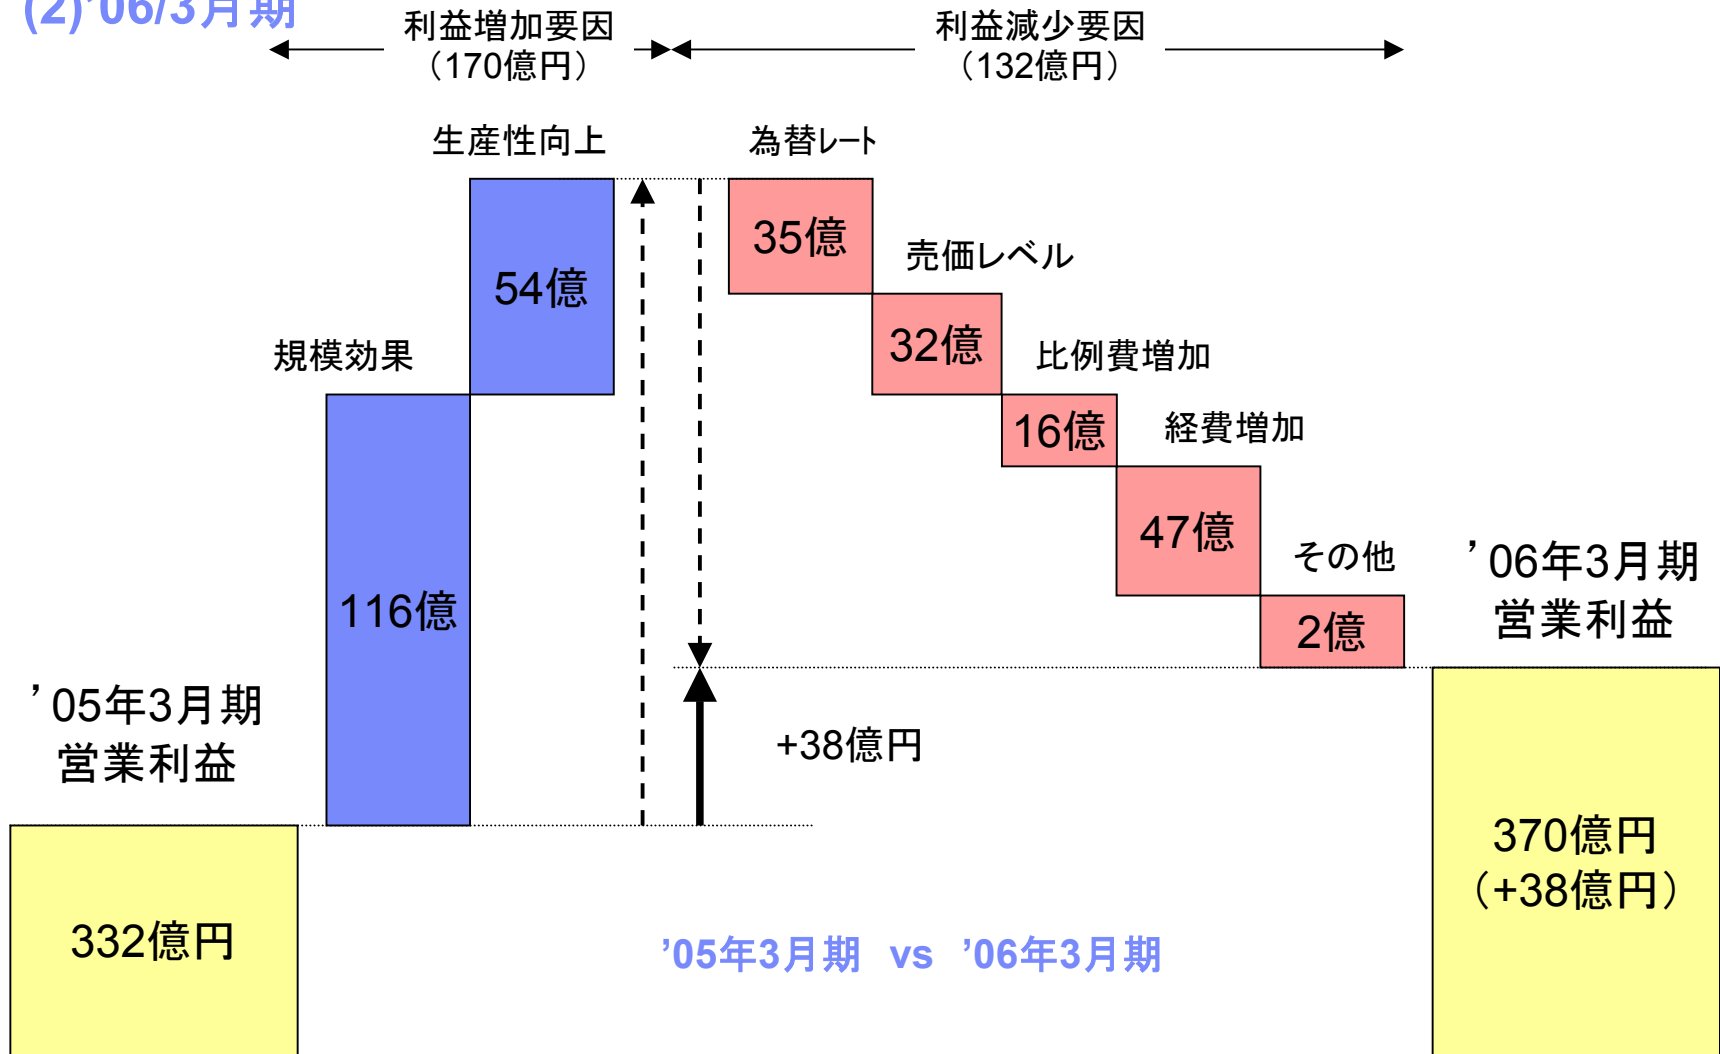 (2)’06/3月期
利益増加要因
（170億円）
利益減少要因
（132億円）
生産性向上
為替レート
35億
売価レベル
54億
32億
規模効果
比例費増加
16億
経費増加
47億
その他
’06年3月期
営業利益
116億
2億
’05年3月期
営業利益
+38億円
370億円
（+38億円）
332億円
’05年3月期 vs ’06年3月期